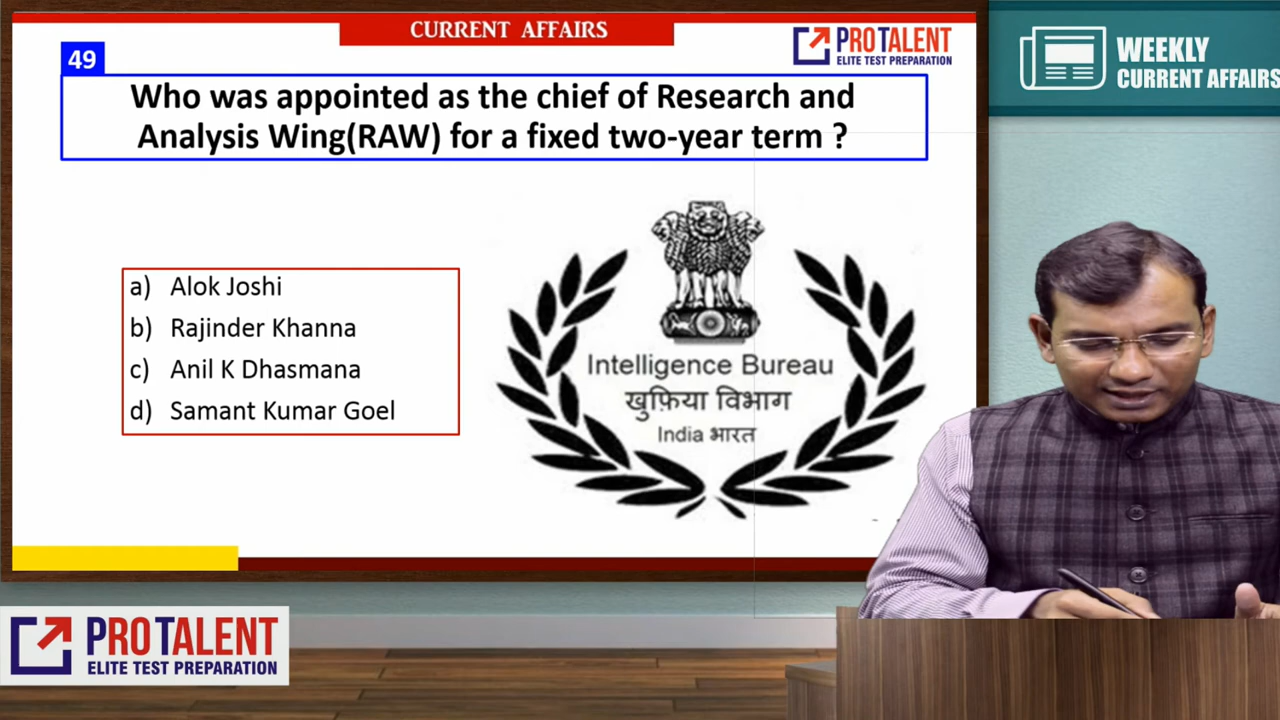 CURRENT AFFAIRS
PROTALENT
ELITE TEST PREPARATION
WEEKLY
CURRENT AFFAIRS
49
Who was appointed as the chief of Research and
Analysis Wing(RAW) for a fixed two-year term ?
a) Alok Joshi
b) Rajinder Khanna
c) Anil K Dhasmana
d) Samant Kumar Goel
Intelligence Bureau
खुफ़िया विभाग
India भारत
PROTALENT
ELITE TEST PREPARATION